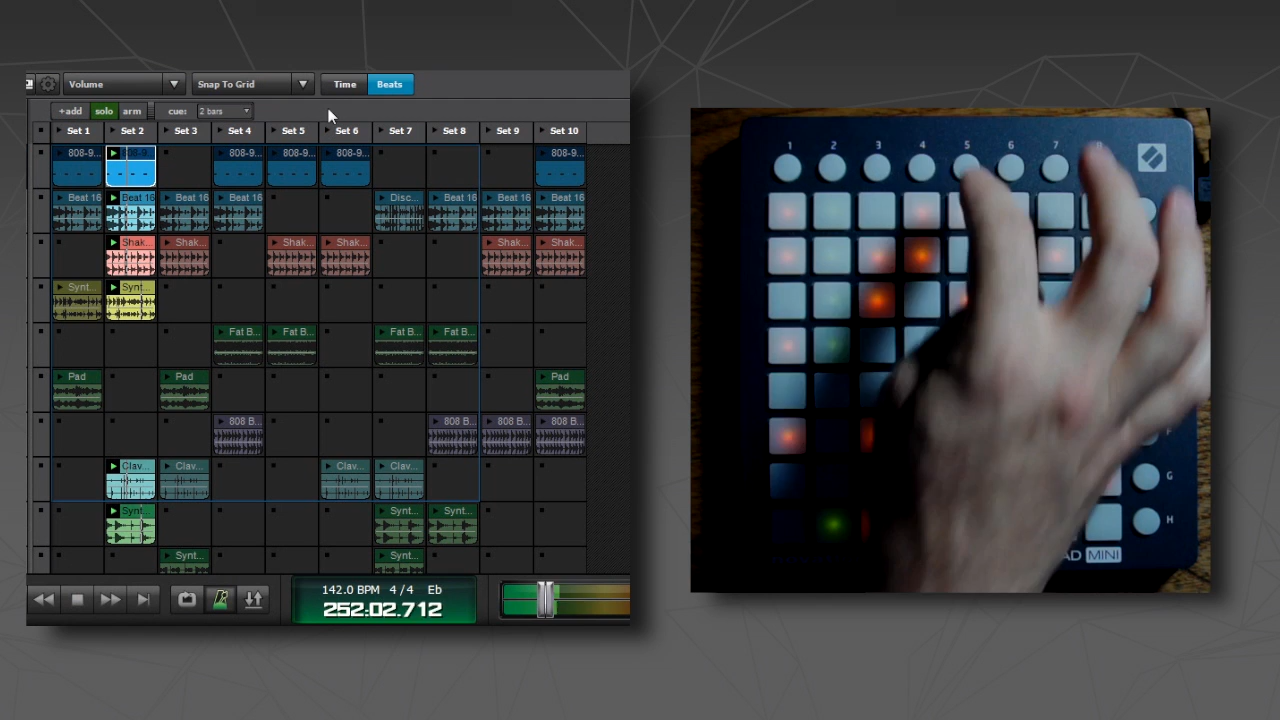 Volume Snap To Grid Time Beats
+add solo arm cue: 2 bars
Set 1 Set 2 Set 3 Set 4 Set 5 Set 6 Set 7 Set 8 Set 9 Set 10
808-9... 808-9... 808-9... 808-9... 808-9...
Beat 16 Beat 16 Beat 16 Beat 16 Disc... Beat 16 Beat 16 Beat 16
Shak... Shak... Shak... Shak... Shak... Shak...
Synt... Synt...
Fat B... Fat B... Fat B... Fat B...
Pad Pad Pad
808 B... 808 B... 808 B... 808 B...
Clav... Clav... Clav... Clav...
Synt... Synt... Synt...
Synt... Synt...
142.0 BPM 4/4 Eb
252:02.712
1 2 3 4 5 6 7 8
G
H
AD MINI